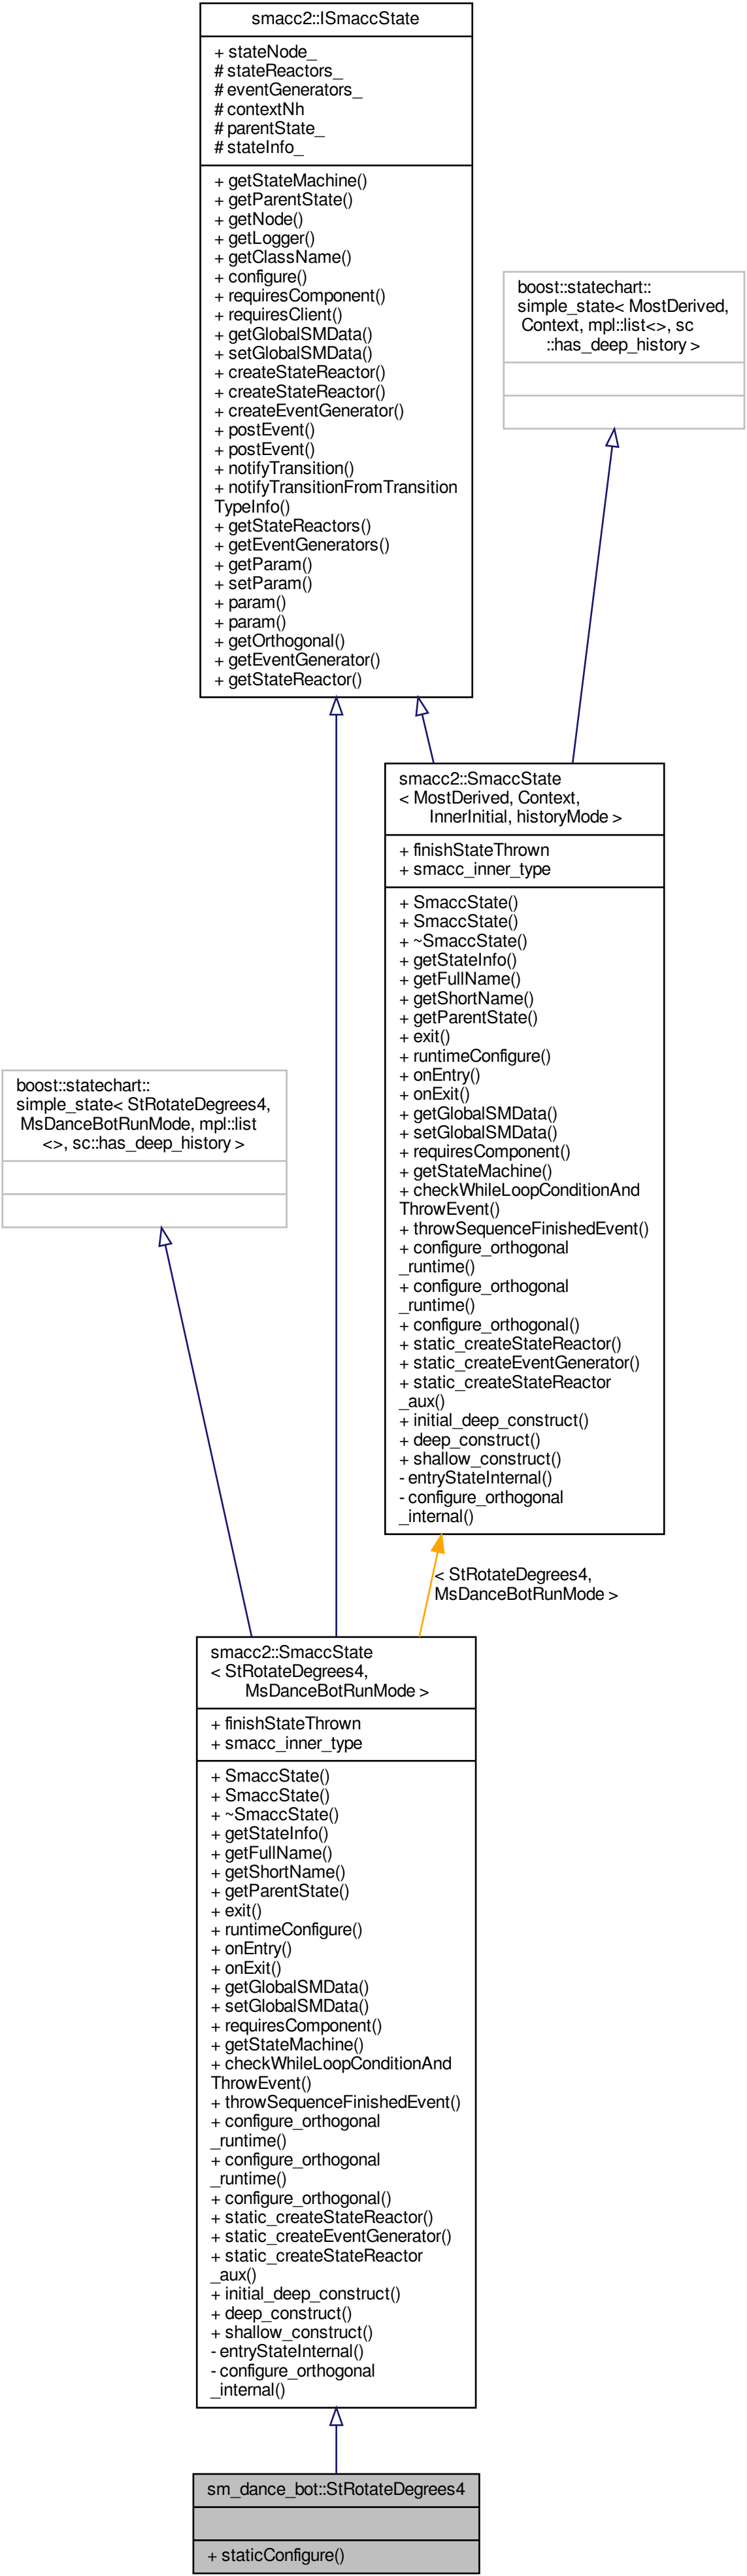 smacc2::ISmaccState
+ stateNode_
# stateReactors_
# eventGenerators_
# contextNh
# parentState_
# stateInfo_
+ getStateMachine()
+ getParentState()
+ getNode()
+ getLogger()
+ getClassName()
+ configure()
+ requiresComponent()
+ requiresClient()
+ getGlobalSMData()
+ setGlobalSMData()
+ createStateReactor()
+ createStateReactor()
+ createEventGenerator()
+ postEvent()
+ postEvent()
+ notifyTransition()
+ notifyTransitionFromTransition
TypeInfo()
+ getStateReactors()
+ getEventGenerators()
+ getParam()
+ setParam()
+ param()
+ param()
+ getOrthogonal()
+ getEventGenerator()
+ getStateReactor()
boost::statechart::
simple_state< MostDerived,
Context, mpl::list<>, sc
::has_deep_history >
smacc2::SmaccState
< MostDerived, Context,
InnerInitial, historyMode >
+ finishStateThrown
+ smacc_inner_type
+ SmaccState()
+ SmaccState()
+ ~SmaccState()
+ getStateInfo()
+ getFullName()
+ getShortName()
+ getParentState()
+ exit()
+ runtimeConfigure()
+ onEntry()
+ onExit()
+ getGlobalSMData()
+ setGlobalSMData()
+ requiresComponent()
+ getStateMachine()
+ checkWhileLoopConditionAnd
ThrowEvent()
+ throwSequenceFinishedEvent()
+ configure_orthogonal
_runtime()
+ configure_orthogonal
_runtime()
+ configure_orthogonal()
+ static_createStateReactor()
+ static_createEventGenerator()
+ static_createStateReactor
_aux()
+ initial_deep_construct()
+ deep_construct()
+ shallow_construct()
- entryStateInternal()
- configure_orthogonal
_internal()
boost::statechart::
simple_state< StRotateDegrees4,
MsDanceBotRunMode, mpl::list
<>, sc::has_deep_history >
< StRotateDegrees4,
MsDanceBotRunMode >
smacc2::SmaccState
< StRotateDegrees4,
MsDanceBotRunMode >
+ finishStateThrown
+ smacc_inner_type
+ SmaccState()
+ SmaccState()
+ ~SmaccState()
+ getStateInfo()
+ getFullName()
+ getShortName()
+ getParentState()
+ exit()
+ runtimeConfigure()
+ onEntry()
+ onExit()
+ getGlobalSMData()
+ setGlobalSMData()
+ requiresComponent()
+ getStateMachine()
+ checkWhileLoopConditionAnd
ThrowEvent()
+ throwSequenceFinishedEvent()
+ configure_orthogonal
_runtime()
+ configure_orthogonal
_runtime()
+ configure_orthogonal()
+ static_createStateReactor()
+ static_createEventGenerator()
+ static_createStateReactor
_aux()
+ initial_deep_construct()
+ deep_construct()
+ shallow_construct()
- entryStateInternal()
- configure_orthogonal
_internal()
sm_dance_bot::StRotateDegrees4
+ staticConfigure()